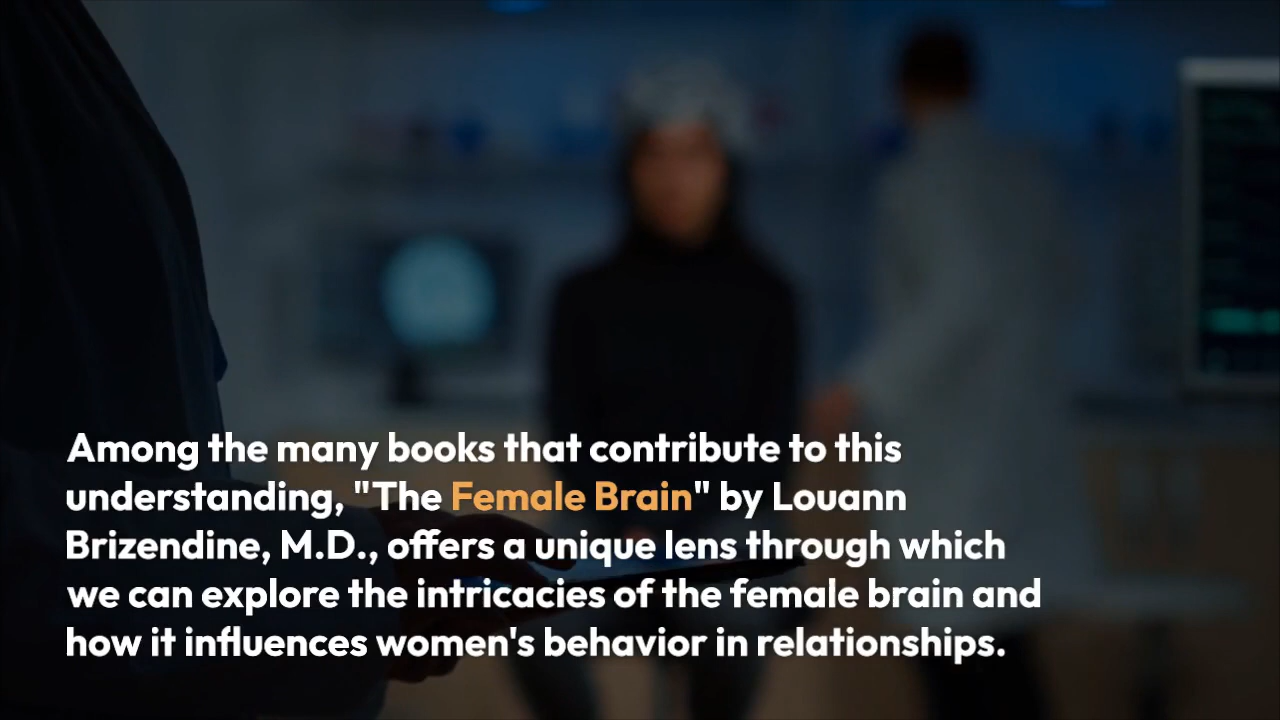 Among the many books that contribute to this
understanding, "The Female Brain" by Louann
Brizendine, M.D., offers a unique lens through which
we can explore the intricacies of the female brain and
how it influences women's behavior in relationships.